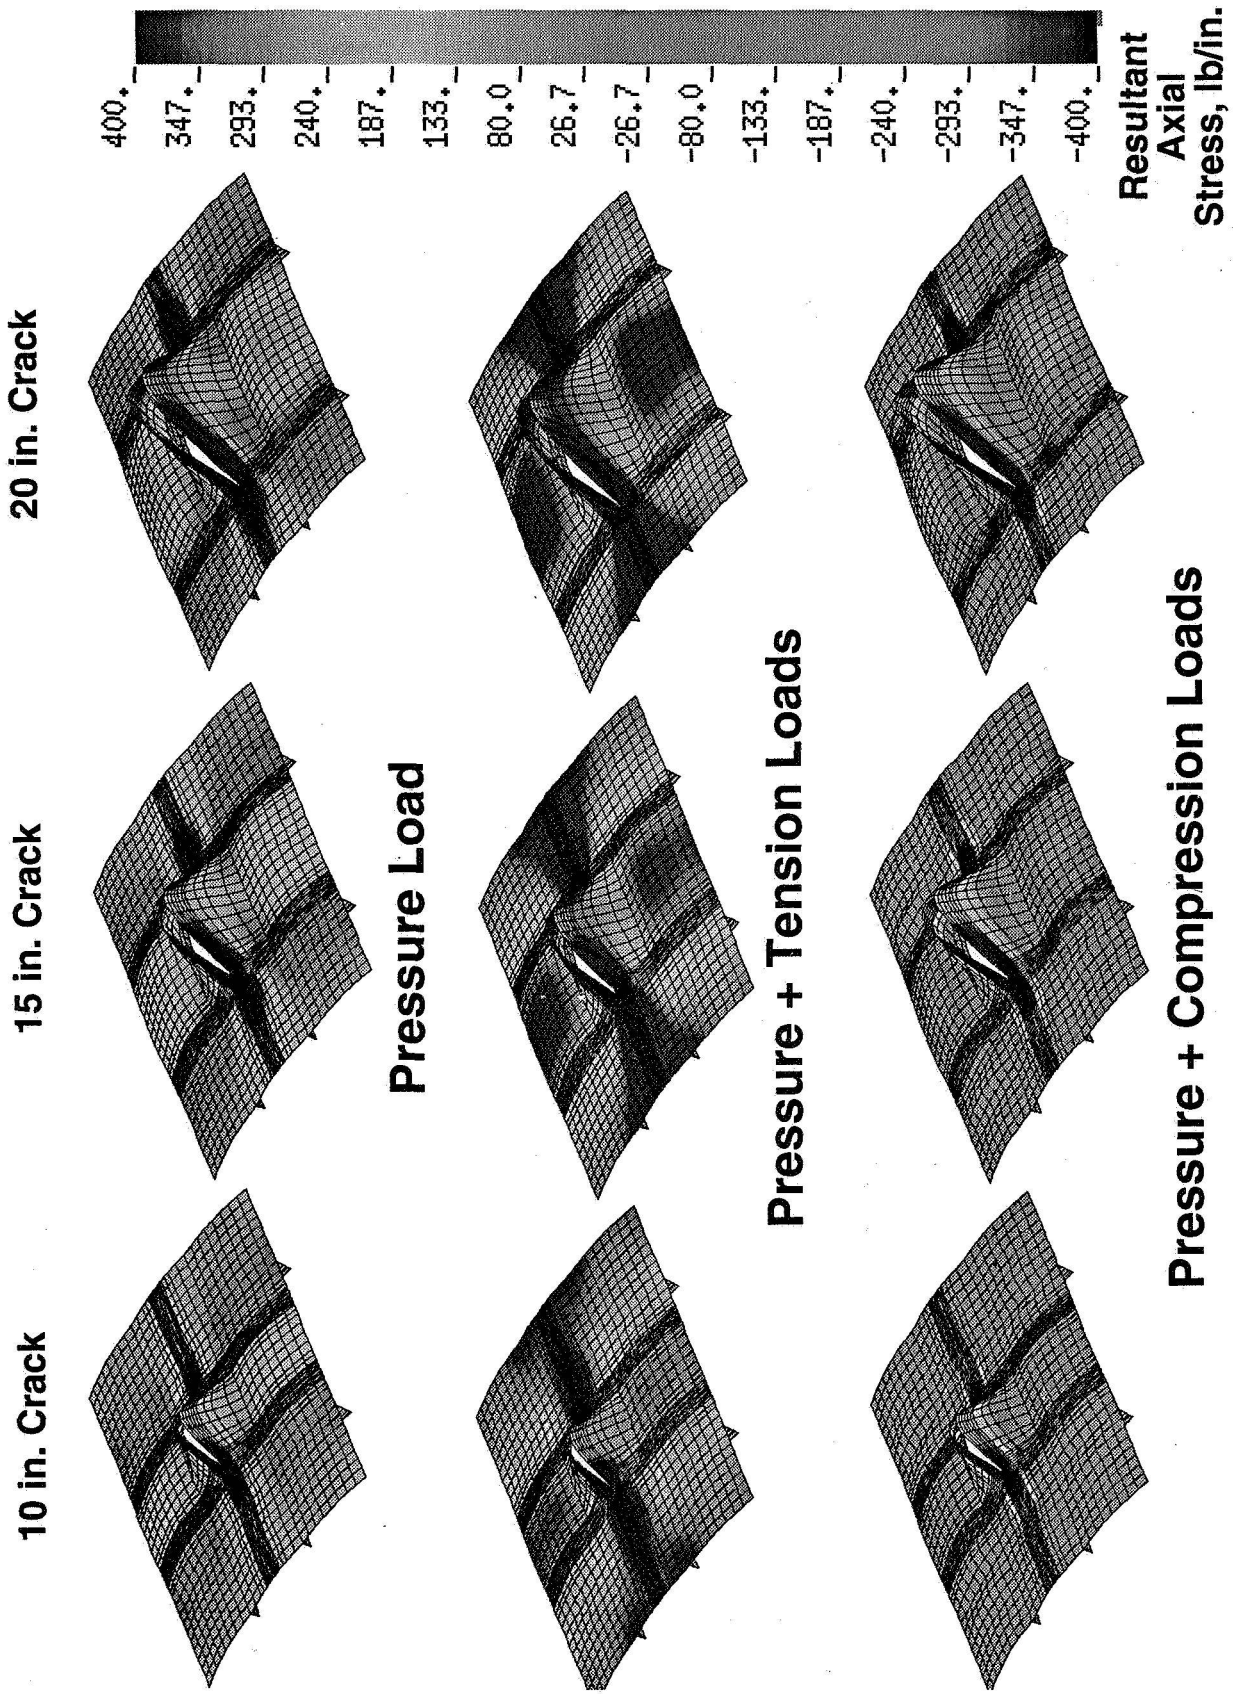 10 in. Crack
15 in. Crack
20 in. Crack
400.
347.
293.
240.
187.
133.
80.0
26.7
-26.7
-80.0
-133.
-187.
-240.
-293.
-347.
-400.
Resultant
Axial
Stress, lb/in.
Pressure Load
Pressure + Tension Loads
Pressure + Compression Loads